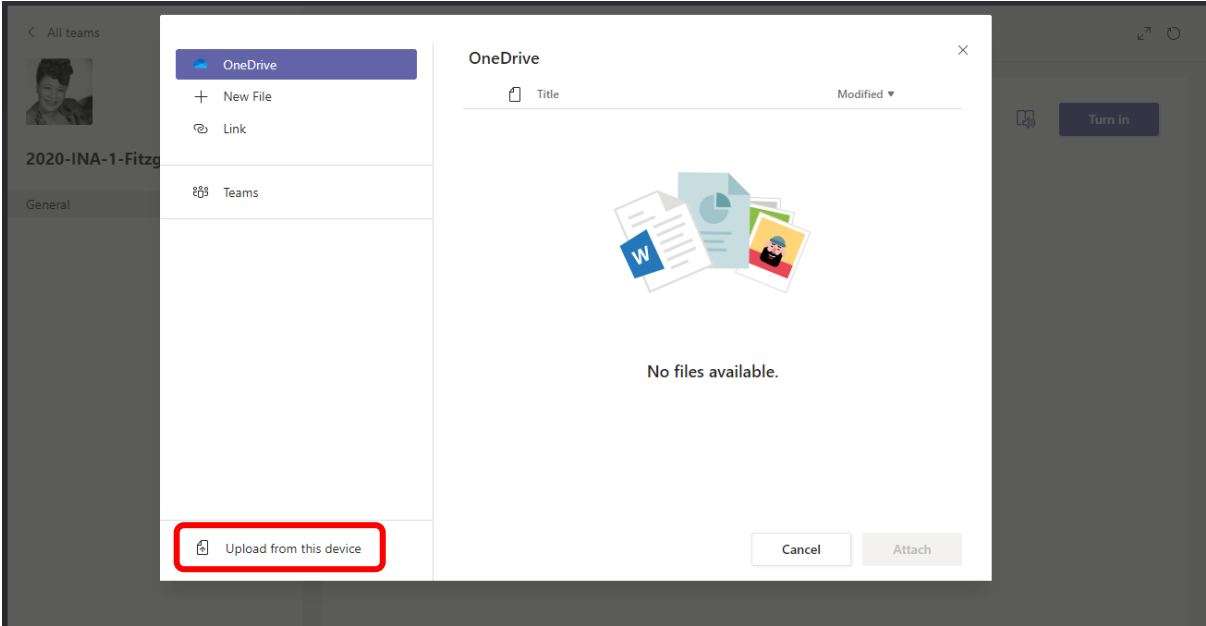 All teams
2020-INA-1-Fitzg
General
OneDrive
New File
Link
Teams
Upload from this device
OneDrive
Title Modified
W
No files available.
Cancel Attach
Turn in